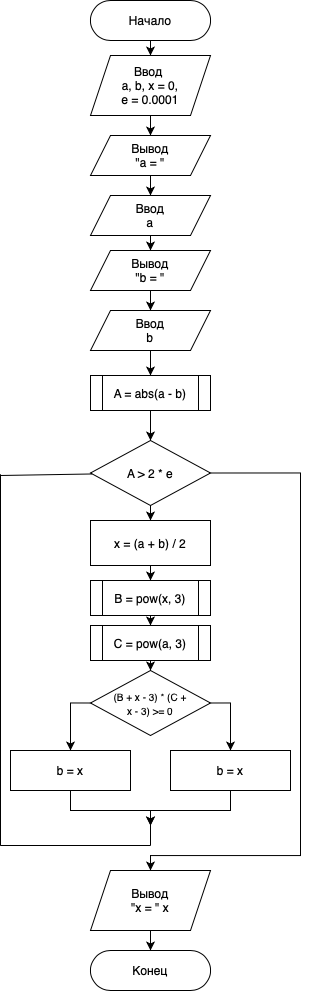 Начало
Ввод
a, b, x = 0,
e = 0.0001
Вывод
"a = "
Ввод
a
Вывод
"b = "
Ввод
b
A = abs(a - b)
A > 2 * e
x = (a + b) / 2
B = pow(x, 3)
C = pow(a, 3)
(B + x - 3) * (C +
x - 3) >= 0
b = x
b = x
Вывод
"x = " x
Конец